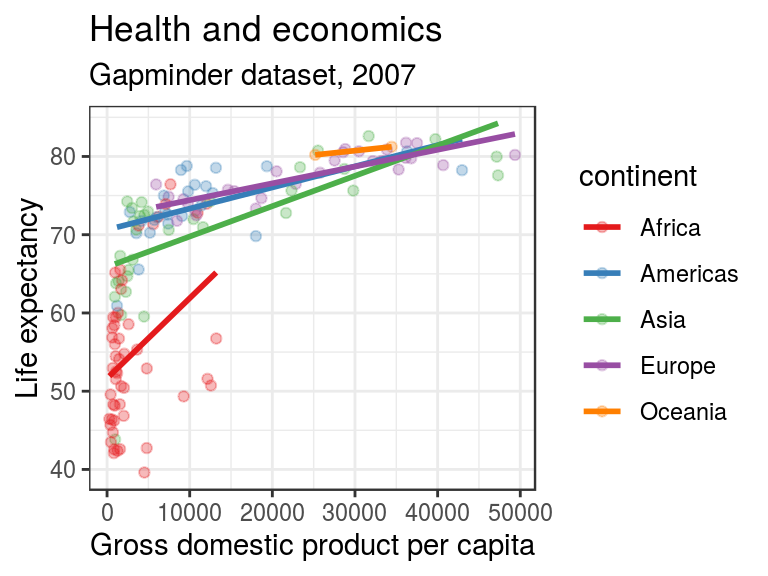 Health and economics
Gapminder dataset, 2007
Life expectancy
80
70
60
50
40
0 10000 20000 30000 40000 50000
Gross domestic product per capita
continent
Africa
Americas
Asia
Europe
Oceania